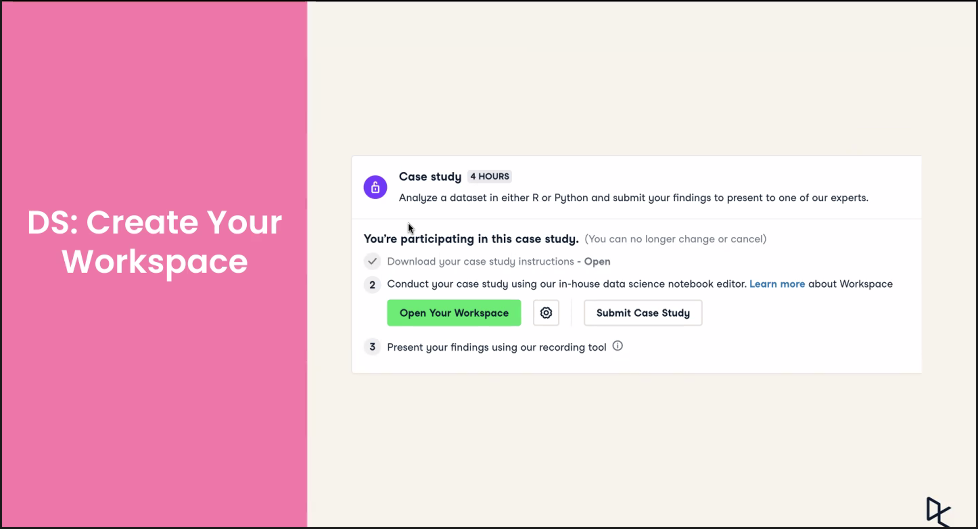 DS: Create Your
Workspace
Case study 4 HOURS
Analyze a dataset in either R or Python and submit your findings to present to one of our experts.
You're participating in this case study. (You can no longer change or cancel)
Download your case study instructions - Open
2 Conduct your case study using our in-house data science notebook editor. Learn more about Workspace
Open Your Workspace Submit Case Study
3 Present your findings using our recording tool